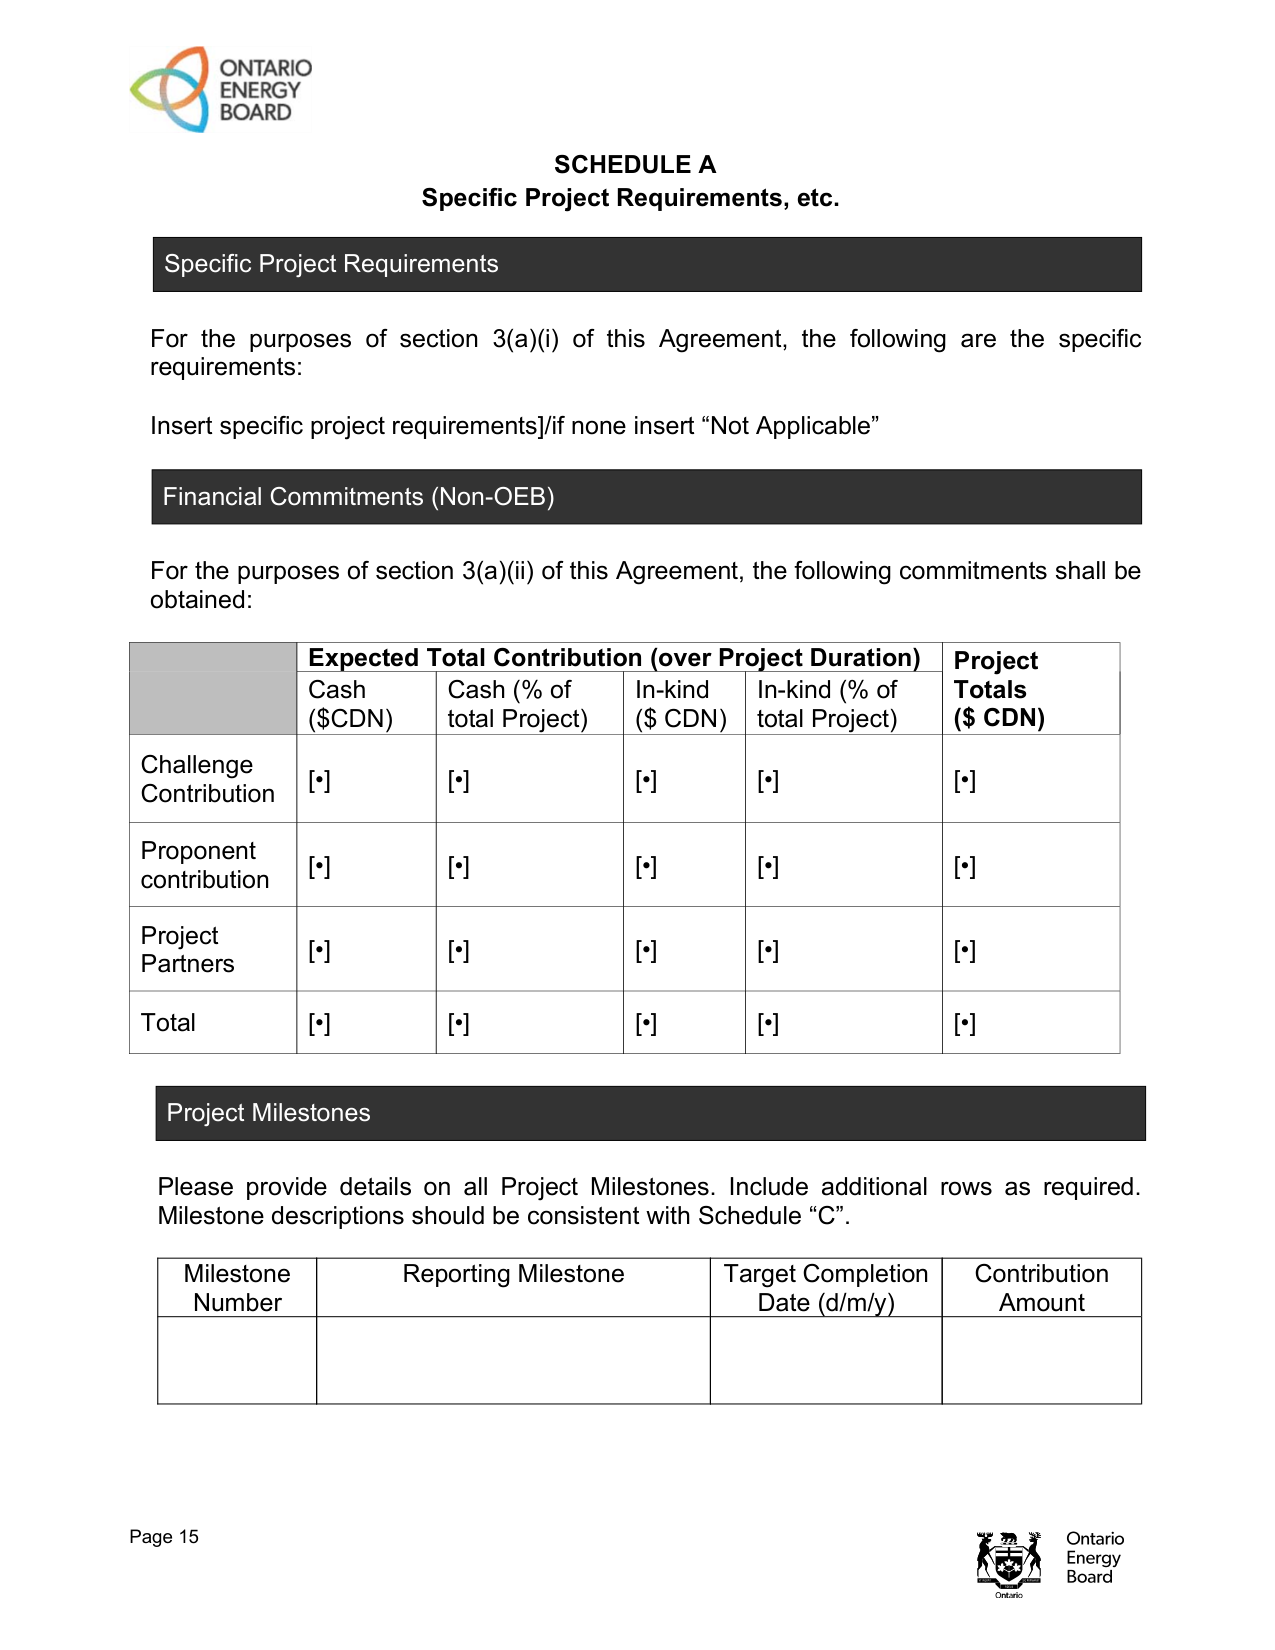 ONTARIO
ENERGY
BOARD
SCHEDULE A
Specific Project Requirements, etc.
Specific Project Requirements
For the purposes of section 3(a)(i) of this Agreement, the following are the specific
requirements:
Insert specific project requirements]/if none insert “Not Applicable”
Financial Commitments (Non-OEB)
For the purposes of section 3(a)(ii) of this Agreement, the following commitments shall be
obtained:
Expected Total Contribution (over Project Duration)
Project
Totals
($ CDN)
Cash
($CDN)
Cash (% of
total Project)
In-kind
($ CDN)
In-kind (% of
total Project)
Challenge
Contribution
[•] [•] [•] [•] [•]
Proponent
contribution
[•] [•] [•] [•] [•]
Project
Partners
[•] [•] [•] [•] [•]
Total [•] [•] [•] [•] [•]
Project Milestones
Please provide details on all Project Milestones. Include additional rows as required.
Milestone descriptions should be consistent with Schedule “C”.
Milestone
Number
Reporting Milestone
Target Completion
Date (d/m/y)
Contribution
Amount
Page 15
Ontario
Ontario
Energy
Board